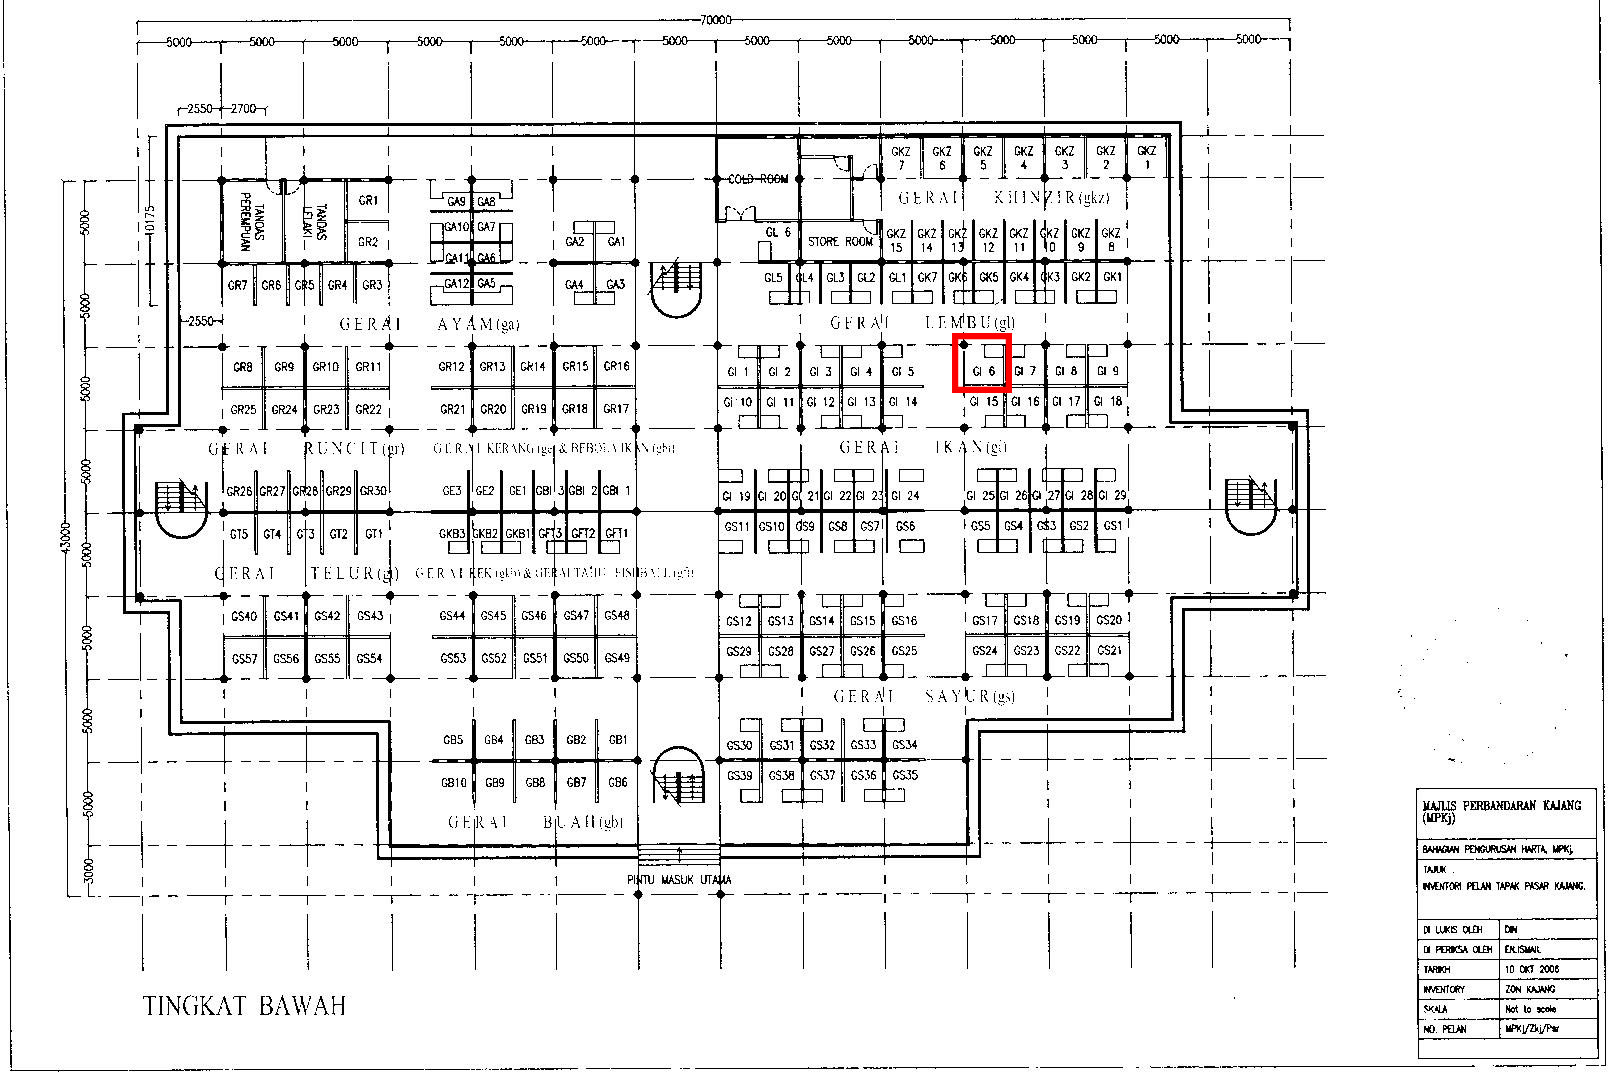 70000
5000 5000 5000 5000 5000 5000 5000 5000 5000 5000 5000 5000 5000 5000
2550 2700
GKZ 7 GKZ 6 GKZ 5 GKZ 4 GKZ 3 GKZ 2 GKZ 1
COLD ROOM
GERAI KHINZIR(gkz)
TANDAS PEREMPUAN
TANDAS LELAKI
GR1
GR2
GA9 GA8
GA10 GA7
GA11 GA6
GA12 GA5
GA2 GA1
GA4 GA3
GL 6
STORE ROOM
GKZ 15 GKZ 14 GKZ 13 GKZ 12 GKZ 11 GKZ 10 GKZ 9 GKZ 8
10175
GR7 GR6 GR5 GR4 GR3
GL5 GL4 GL3 GL2 GL1 GK7 GK6 GK5 GK4 GK3 GK2 GK1
2550
GERAI AYAM(ga)
GERAI LEMBU(gl)
GR8 GR9 GR10 GR11 GR12 GR13 GR14 GR15 GR16
GI 1 GI 2 GI 3 GI 4 GI 5 GI 6 GI 7 GI 8 GI 9
GR25 GR24 GR23 GR22 GR21 GR20 GR19 GR18 GR17
GI 10 GI 11 GI 12 GI 13 GI 14 GI 15 GI 16 GI 17 GI 18
GERAI RUNCIT(gr)
GERAI KERANG(ge) & BEBOLA IKAN(gbi)
GERAI IKAN(gi)
GR26 GR27 GR28 GR29 GR30 GE3 GE2 GE1 GBI 3 GBI 2 GBI 1
GI 19 GI 20 GI 21 GI 22 GI 23 GI 24 GI 25 GI 26 GI 27 GI 28 GI 29
GT5 GT4 GT3 GT2 GT1 GKB3 GKB2 GKB1 GFT3 GFT2 GFT1
GS11 GS10 GS9 GS8 GS7 GS6 GS5 GS4 GS3 GS2 GS1
GERAI TELUR(gt)
GERAI KEK(gkb) & GERAI TAHU FISHBALL(gft)
GS40 GS41 GS42 GS43 GS44 GS45 GS46 GS47 GS48
GS12 GS13 GS14 GS15 GS16 GS17 GS18 GS19 GS20
GS57 GS56 GS55 GS54 GS53 GS52 GS51 GS50 GS49
GS29 GS28 GS27 GS26 GS25 GS24 GS23 GS22 GS21
GERAI SAYUR(gs)
GB5 GB4 GB3 GB2 GB1
GS30 GS31 GS32 GS33 GS34
GB10 GB9 GB8 GB7 GB6
GS39 GS38 GS37 GS36 GS35
GERAI BUAH(gb)
PINTU MASUK UTAMA
5000
5000
5000
5000
5000
5000
5000
5000
3000
43000
TINGKAT BAWAH
MAJLIS PERBANDARAN KAJANG
(MPKj)
BAHAGIAN PENGURUSAN HARTA, MPKj.
TAJUK :
INVENTORI PELAN TAPAK PASAR KAJANG.
DI LUKIS OLEH DIN
DI PERIKSA OLEH EN.ISMAIL
TARIKH 10 OKT 2006
INVENTORY ZON KAJANG
SKALA Not to scale
NO. PELAN MPKj/Zkj/Psr